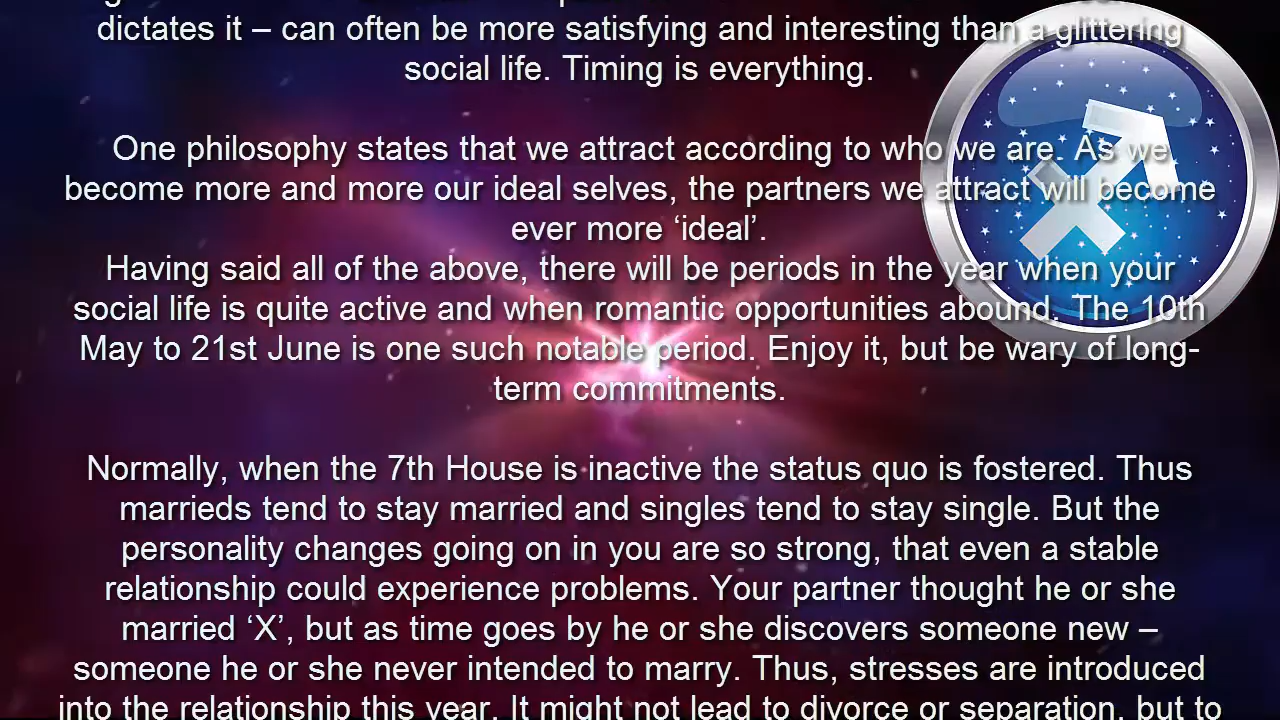 dictates it – can often be more satisfying and interesting than a glittering
social life. Timing is everything.
One philosophy states that we attract according to who we are. As we
become more and more our ideal selves, the partners we attract will become
ever more ‘ideal’.
Having said all of the above, there will be periods in the year when your
social life is quite active and when romantic opportunities abound. The 10th
May to 21st June is one such notable period. Enjoy it, but be wary of long-
term commitments.
Normally, when the 7th House is inactive the status quo is fostered. Thus
marrieds tend to stay married and singles tend to stay single. But the
personality changes going on in you are so strong, that even a stable
relationship could experience problems. Your partner thought he or she
married ‘X’, but as time goes by he or she discovers someone new –
someone he or she never intended to marry. Thus, stresses are introduced
into the relationship this year. It might not lead to divorce or separation, but to